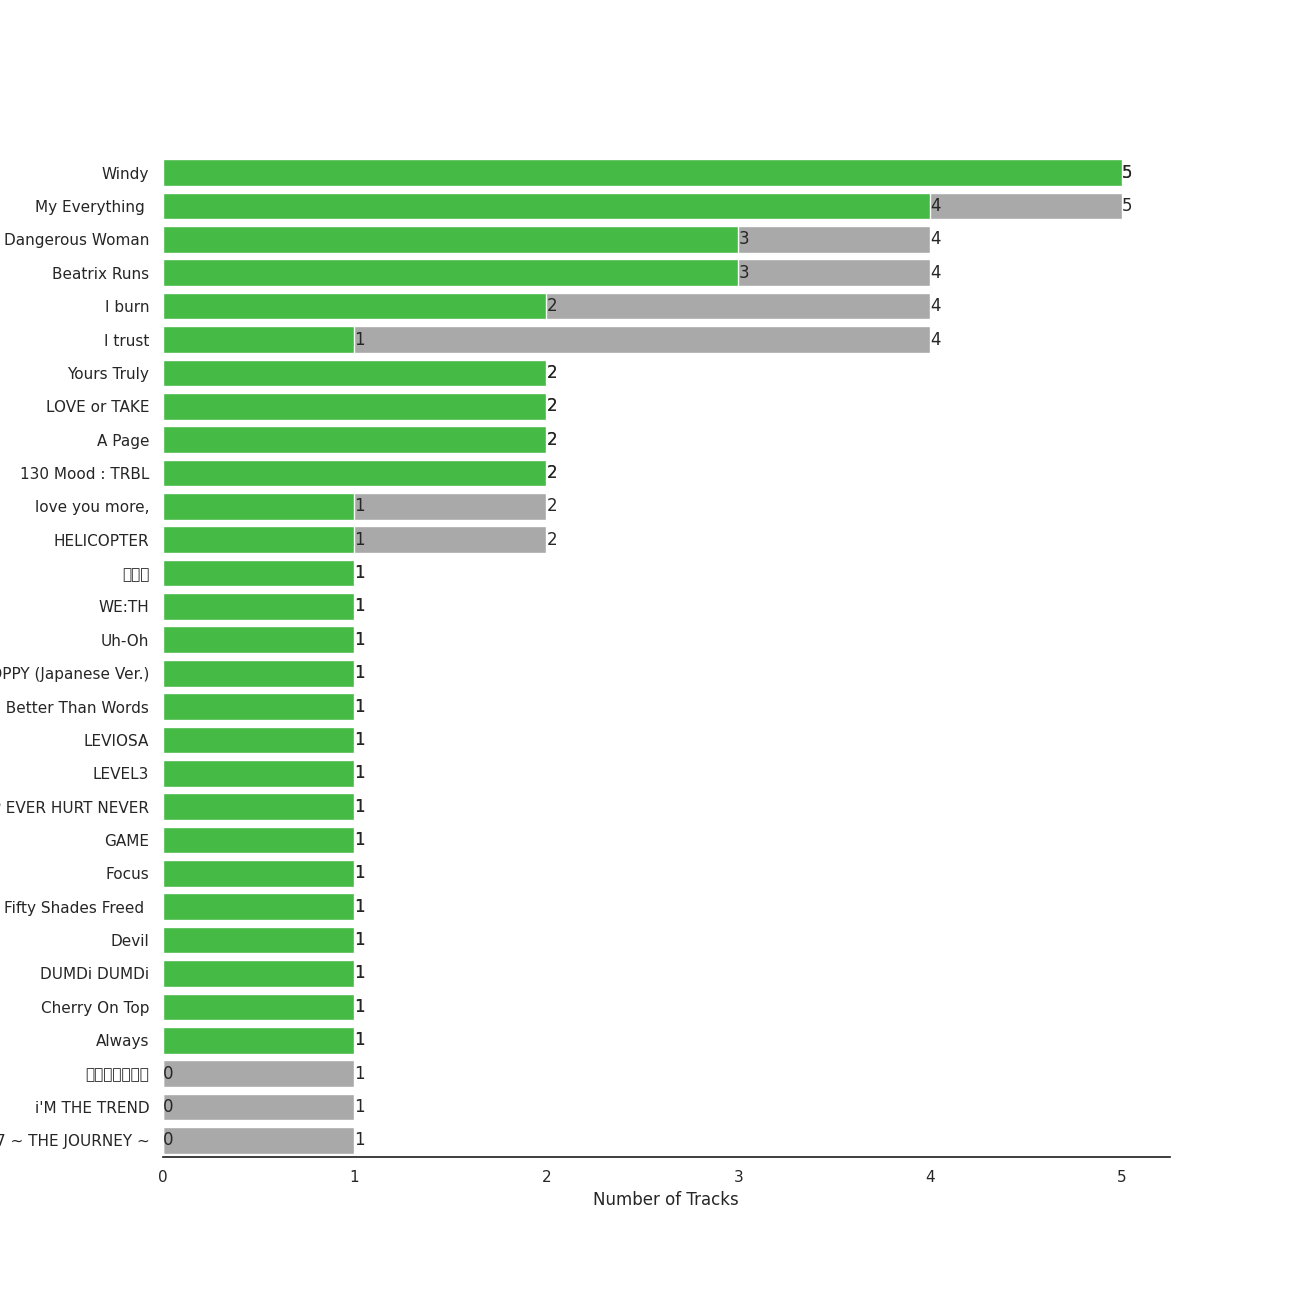 Windy 5
My Everything 4 5
Dangerous Woman 3 4
Beatrix Runs 3 4
I burn 2 4
I trust 1 4
Yours Truly 2
LOVE or TAKE 2
A Page 2
130 Mood : TRBL 2
love you more, 1 2
HELICOPTER 1 2
1
WE:TH 1
Uh-Oh 1
(Japanese Ver.) 1
Better Than Words 1
LEVIOSA 1
LEVEL3 1
EVER HURT NEVER 1
GAME 1
Focus 1
Fifty Shades Freed 1
Devil 1
DUMDi DUMDi 1
Cherry On Top 1
Always 1
0 1
i'M THE TREND 0 1
7 ~ THE JOURNEY ~ 0 1
0 1 2 3 4 5
Number of Tracks